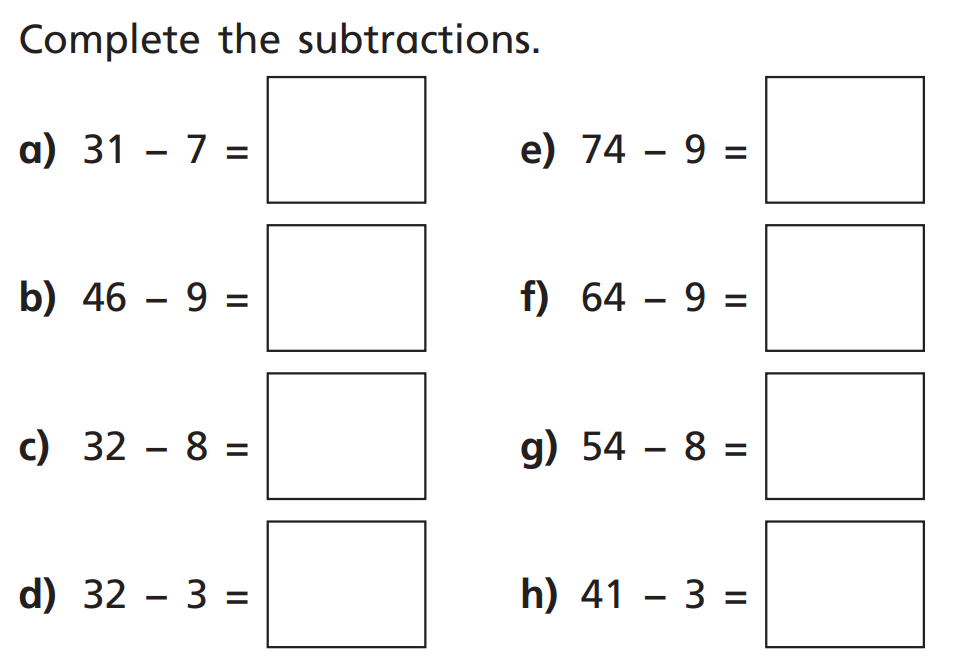 Complete the subtractions.
a) 31 – 7 =
b) 46 – 9 =
c) 32 – 8 =
d) 32 – 3 =
e) 74 – 9 =
f) 64 – 9 =
g) 54 – 8 =
h) 41 – 3 =